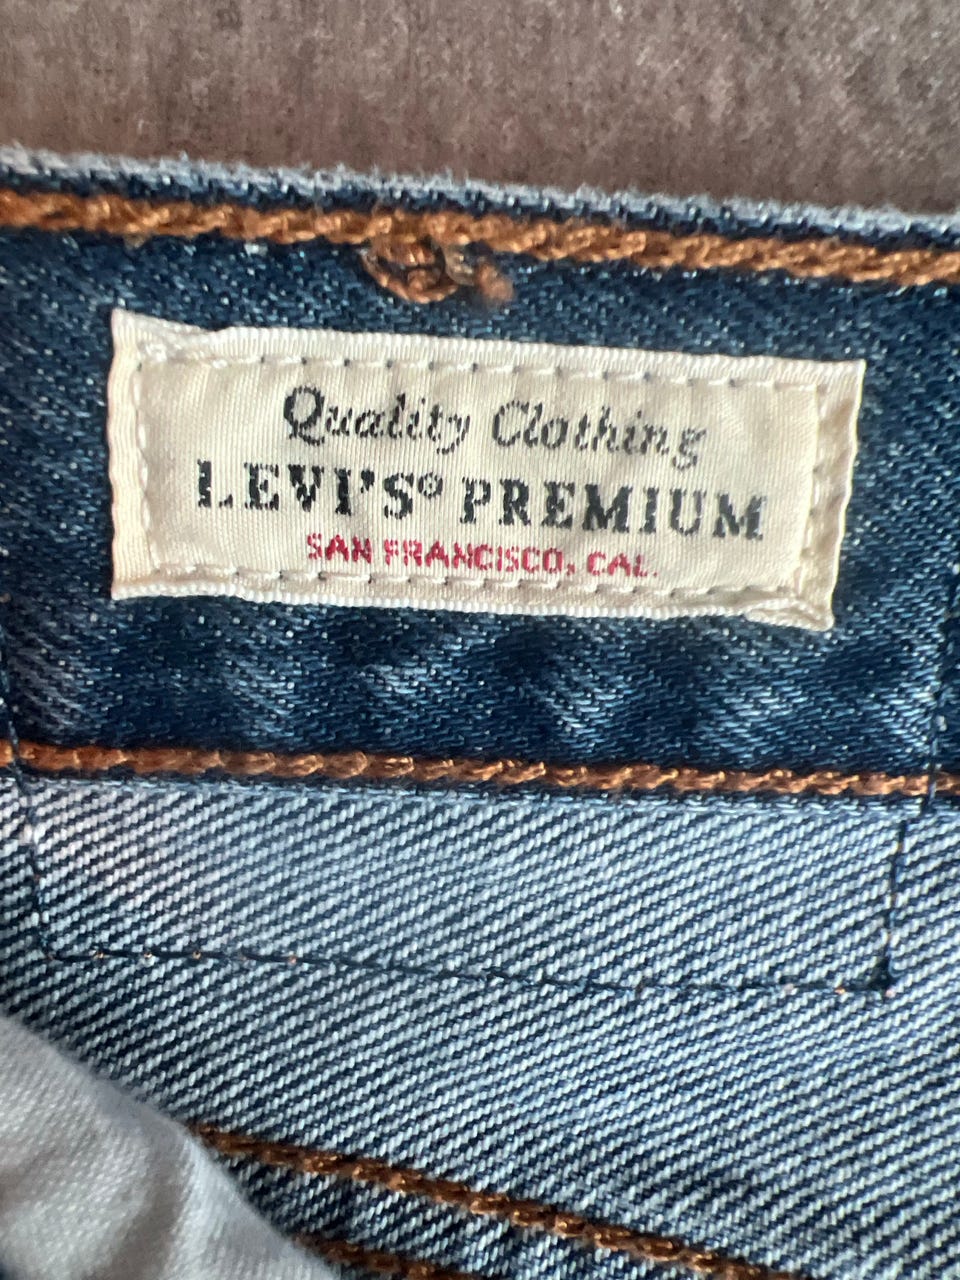 Quality Clothing
LEVI'S® PREMIUM
SAN FRANCISCO, CAL.